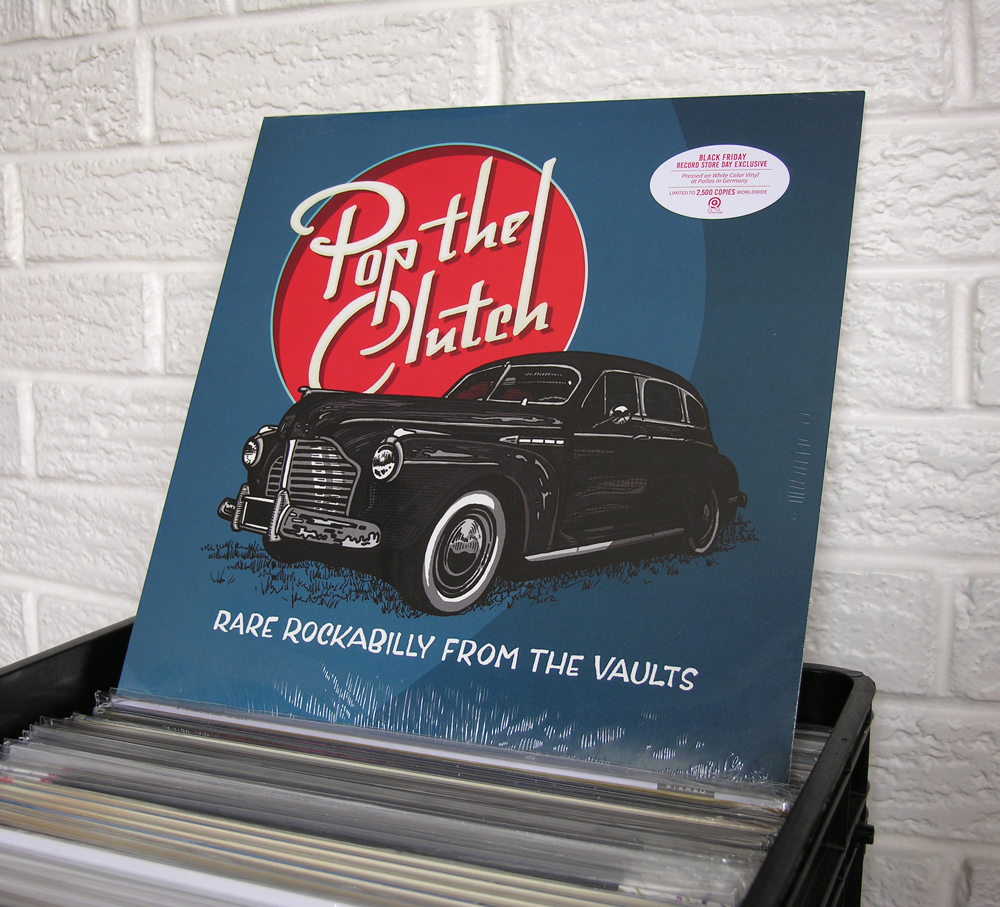 Pop the
Clutch
BLACK FRIDAY
RECORD STORE DAY EXCLUSIVE
Pressed on White Color Vinyl
at Pallas in Germany
LIMITED TO 2,500 COPIES WORLDWIDE
RARE ROCKABILLY FROM THE VAULTS
STEREO